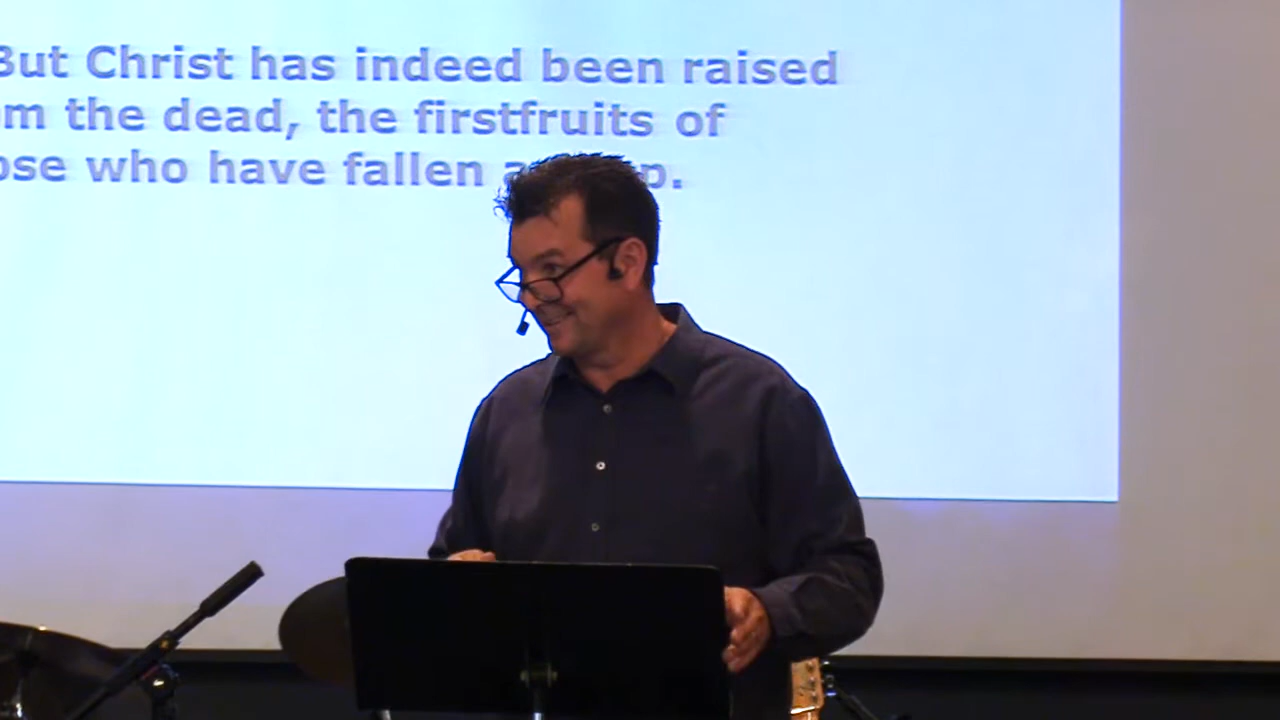 But Christ has indeed been raised
om the dead, the firstfruits of
ose who have fallen a p.